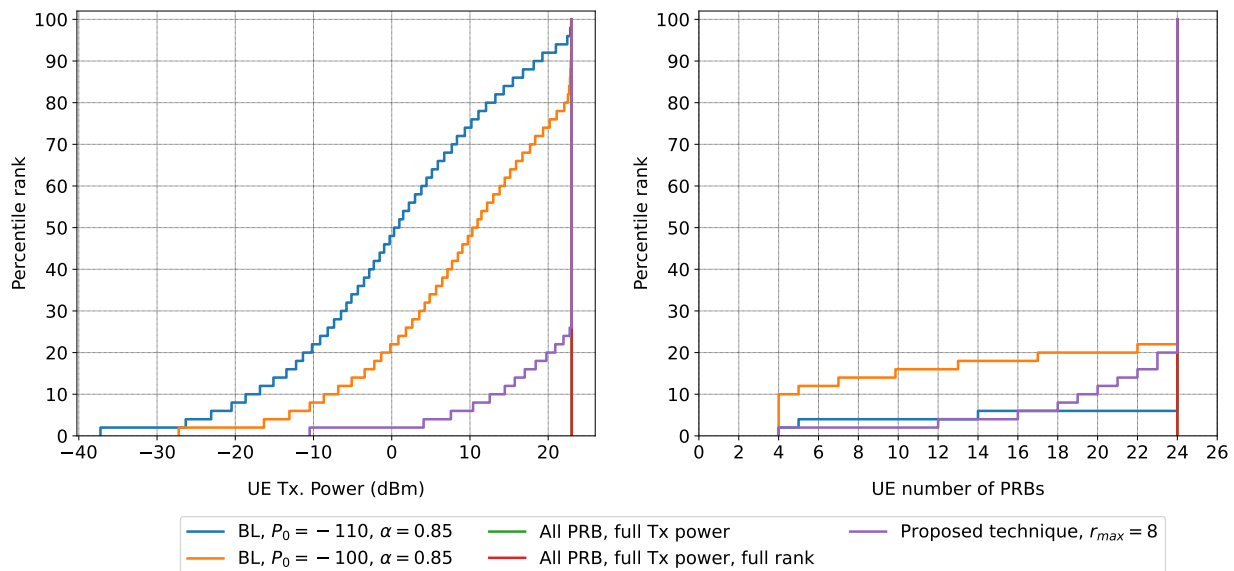 100
90
80
70
60
50
40
30
20
10
0
Percentile rank
−40 −30 −20 −10 0 10 20
UE Tx. Power (dBm)
100
90
80
70
60
50
40
30
20
10
0
Percentile rank
0 2 4 6 8 10 12 14 16 18 20 22 24 26
UE number of PRBs
BL, P₀ = −110, α = 0.85
BL, P₀ = −100, α = 0.85
All PRB, full Tx power
All PRB, full Tx power, full rank
Proposed technique, r_max = 8